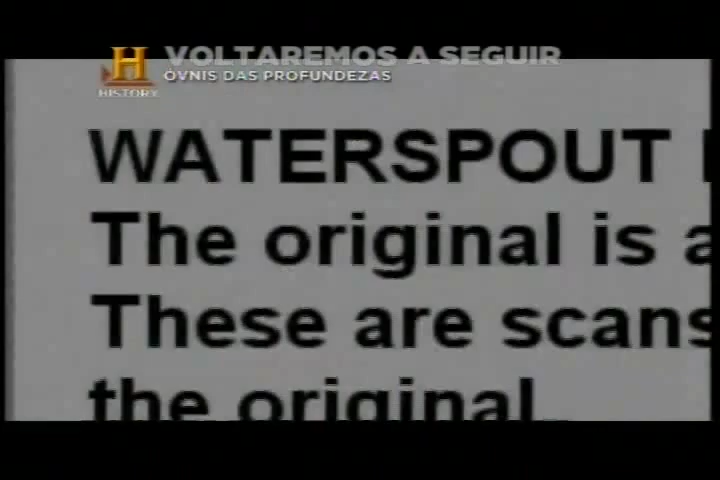 VOLTAREMOS A SEGUIR
ÓVNIS DAS PROFUNDEZAS
H
HISTORY
WATERSPOUT
The original is a
These are scans
the original.